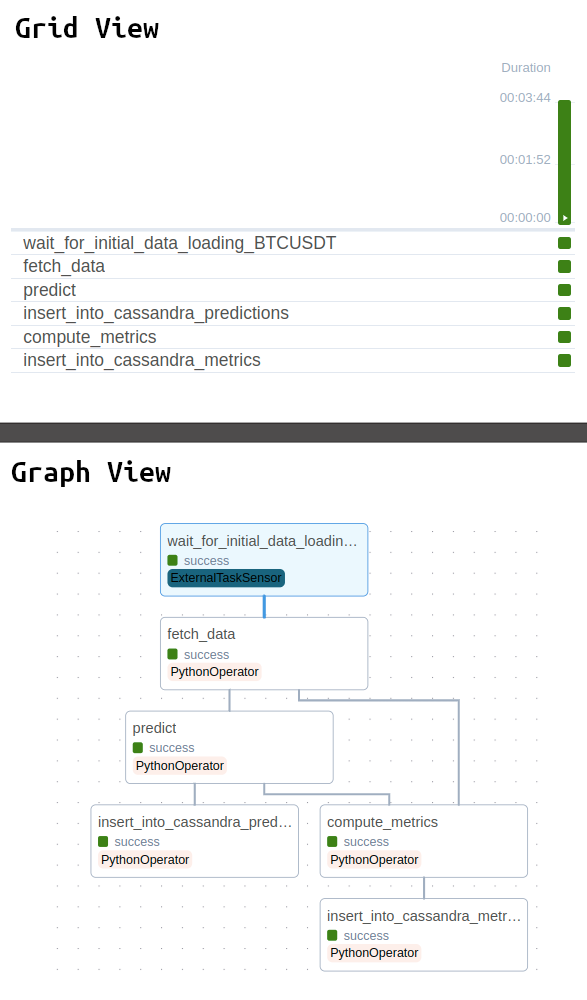 Grid View
Duration
00:03:44
00:01:52
00:00:00
wait_for_initial_data_loading_BTCUSDT
fetch_data
predict
insert_into_cassandra_predictions
compute_metrics
insert_into_cassandra_metrics
Graph View
wait_for_initial_data_loadin...
success
ExternalTaskSensor
fetch_data
success
PythonOperator
predict
success
PythonOperator
insert_into_cassandra_pred...
success
PythonOperator
compute_metrics
success
PythonOperator
insert_into_cassandra_metr...
success
PythonOperator